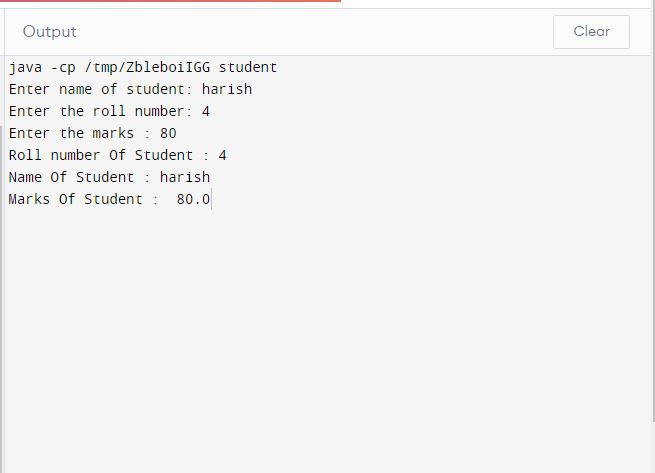 Output
Clear
java -cp /tmp/ZbleboiIGG student
Enter name of student: harish
Enter the roll number: 4
Enter the marks : 80
Roll number Of Student : 4
Name Of Student : harish
Marks Of Student :  80.0